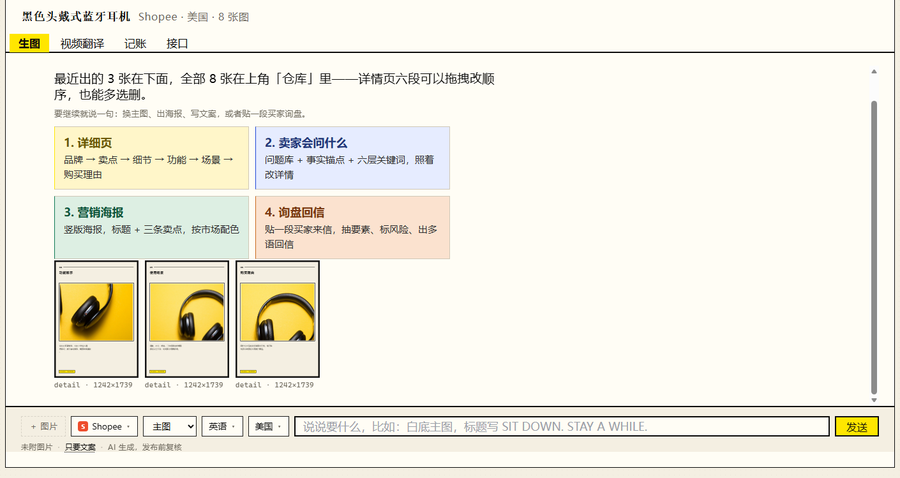 黑色头戴式蓝牙耳机 Shopee · 美国 · 8 张图
生图 视频翻译 记账 接口
最近出的 3 张在下面，全部 8 张在上角「仓库」里——详情页六段可以拖拽改顺
序，也能多选删。
要继续就说一句：换主图、出海报、写文案，或者贴一段买家询盘。
1. 详细页
品牌 → 卖点 → 细节 → 功能 → 场景 →
购买理由
2. 卖家会问什么
问题库 + 事实锚点 + 六层关键词，照着
改详情
3. 营销海报
竖版海报，标题 + 三条卖点，按市场配色
4. 询盘回信
贴一段买家来信，抽要素、标风险、出多
语回信
detail · 1242×1739 detail · 1242×1739 detail · 1242×1739
+ 图片 Shopee 主图 英语 美国 说说要什么，比如：白底主图，标题写 SIT DOWN. STAY A WHILE. 发送
未附图片 · 只要文案 · AI 生成，发布前复核